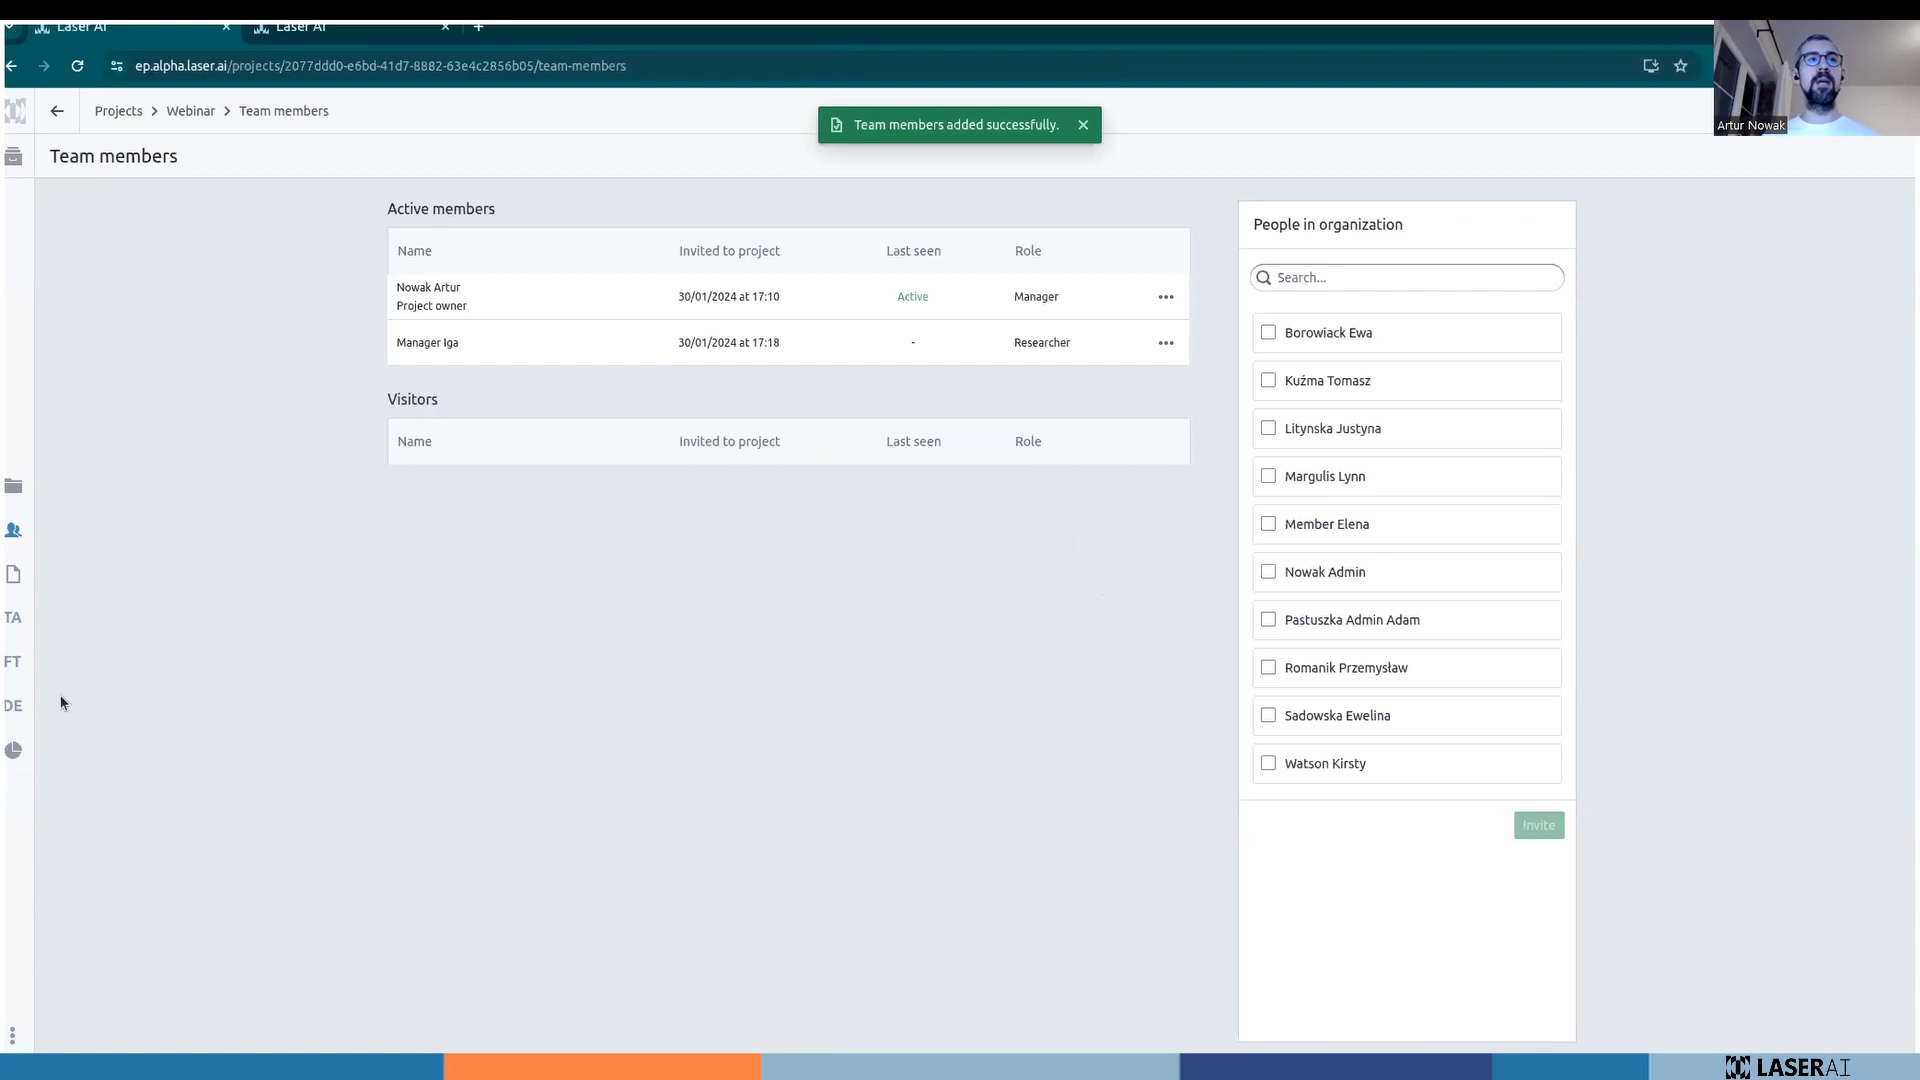 Laser AI
Laser AI
ep.alpha.laser.ai/projects/2077ddd0-e6bd-41d7-8882-63e4c2856b05/team-members
Artur Nowak
Projects > Webinar > Team members
Team members added successfully.
Team members
Active members
Name Invited to project Last seen Role
Nowak Artur
Project owner
30/01/2024 at 17:10 Active Manager
Manager Iga 30/01/2024 at 17:18 - Researcher
Visitors
Name Invited to project Last seen Role
People in organization
Search...
Borowiack Ewa
Kuźma Tomasz
Litynska Justyna
Margulis Lynn
Member Elena
Nowak Admin
Pastuszka Admin Adam
Romanik Przemysław
Sadowska Ewelina
Watson Kirsty
Invite
TA
FT
DE
LASER AI